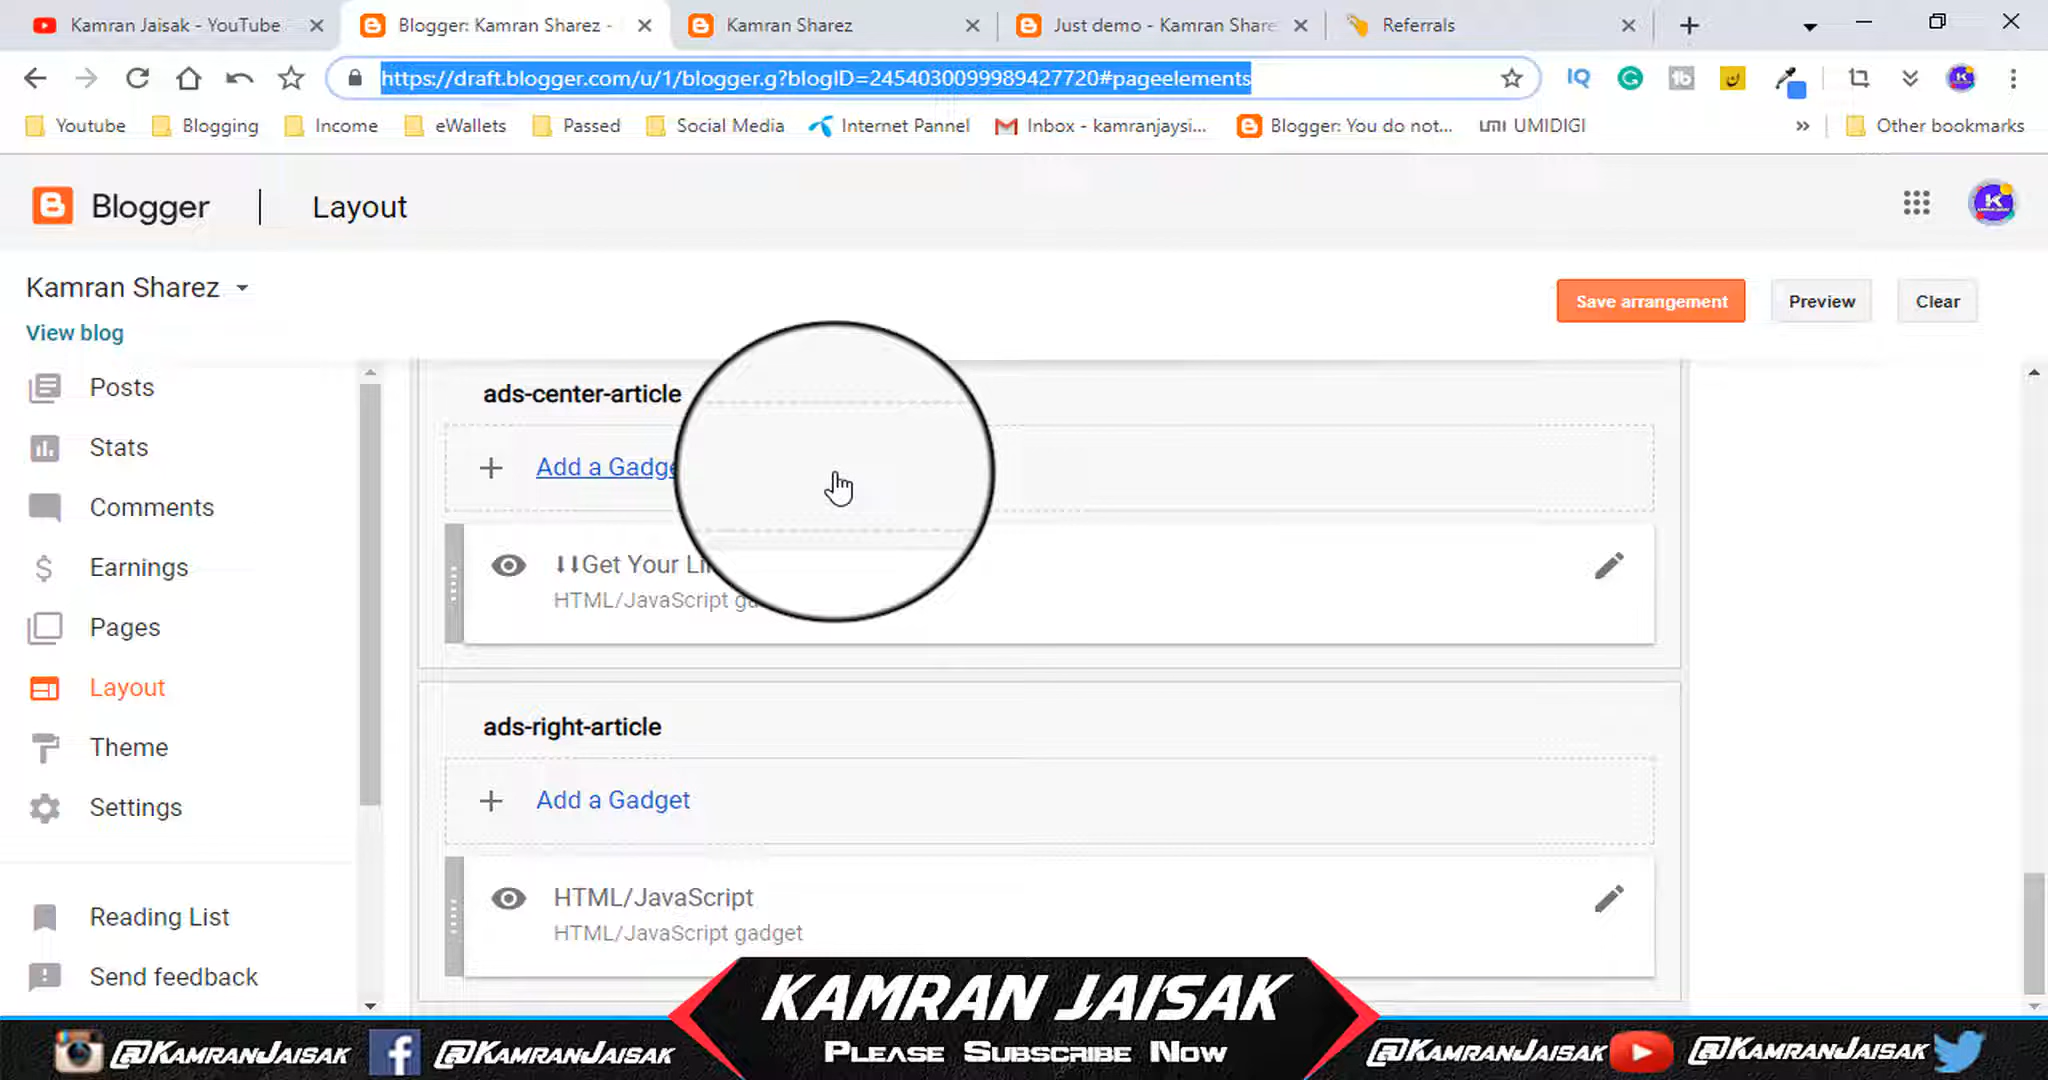 Kamran Jaisak - YouTube
Blogger: Kamran Sharez -
Kamran Sharez
Just demo - Kamran Share
Referrals
https://draft.blogger.com/u/1/blogger.g?blogID=2454030099989427720#pageelements
Youtube
Blogging
Income
eWallets
Passed
Social Media
Internet Pannel
Inbox - kamranjaysi...
Blogger: You do not...
UMIDIGI
Other bookmarks
Blogger | Layout
Kamran Sharez
View blog
Save arrangement
Preview
Clear
Posts
Stats
Comments
Earnings
Pages
Layout
Theme
Settings
Reading List
Send feedback
ads-center-article
Add a Gadge
⬇⬇Get Your Li
HTML/JavaScript ga
ads-right-article
Add a Gadget
HTML/JavaScript
HTML/JavaScript gadget
KAMRAN JAISAK
PLEASE SUBSCRIBE NOW
@KAMRANJAISAK
@KAMRANJAISAK
@KAMRANJAISAK
@KAMRANJAISAK